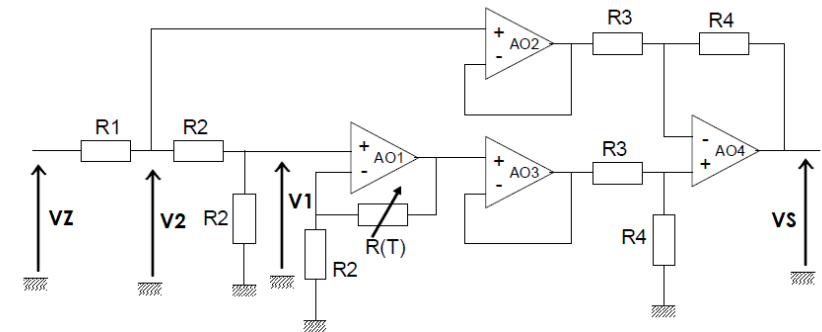 R3
R4
+
-
AO2
R1
R2
+
-
AO1
+
-
AO3
R3
-
+
AO4
VZ
V2
R2
V1
R(T)
R2
R4
VS